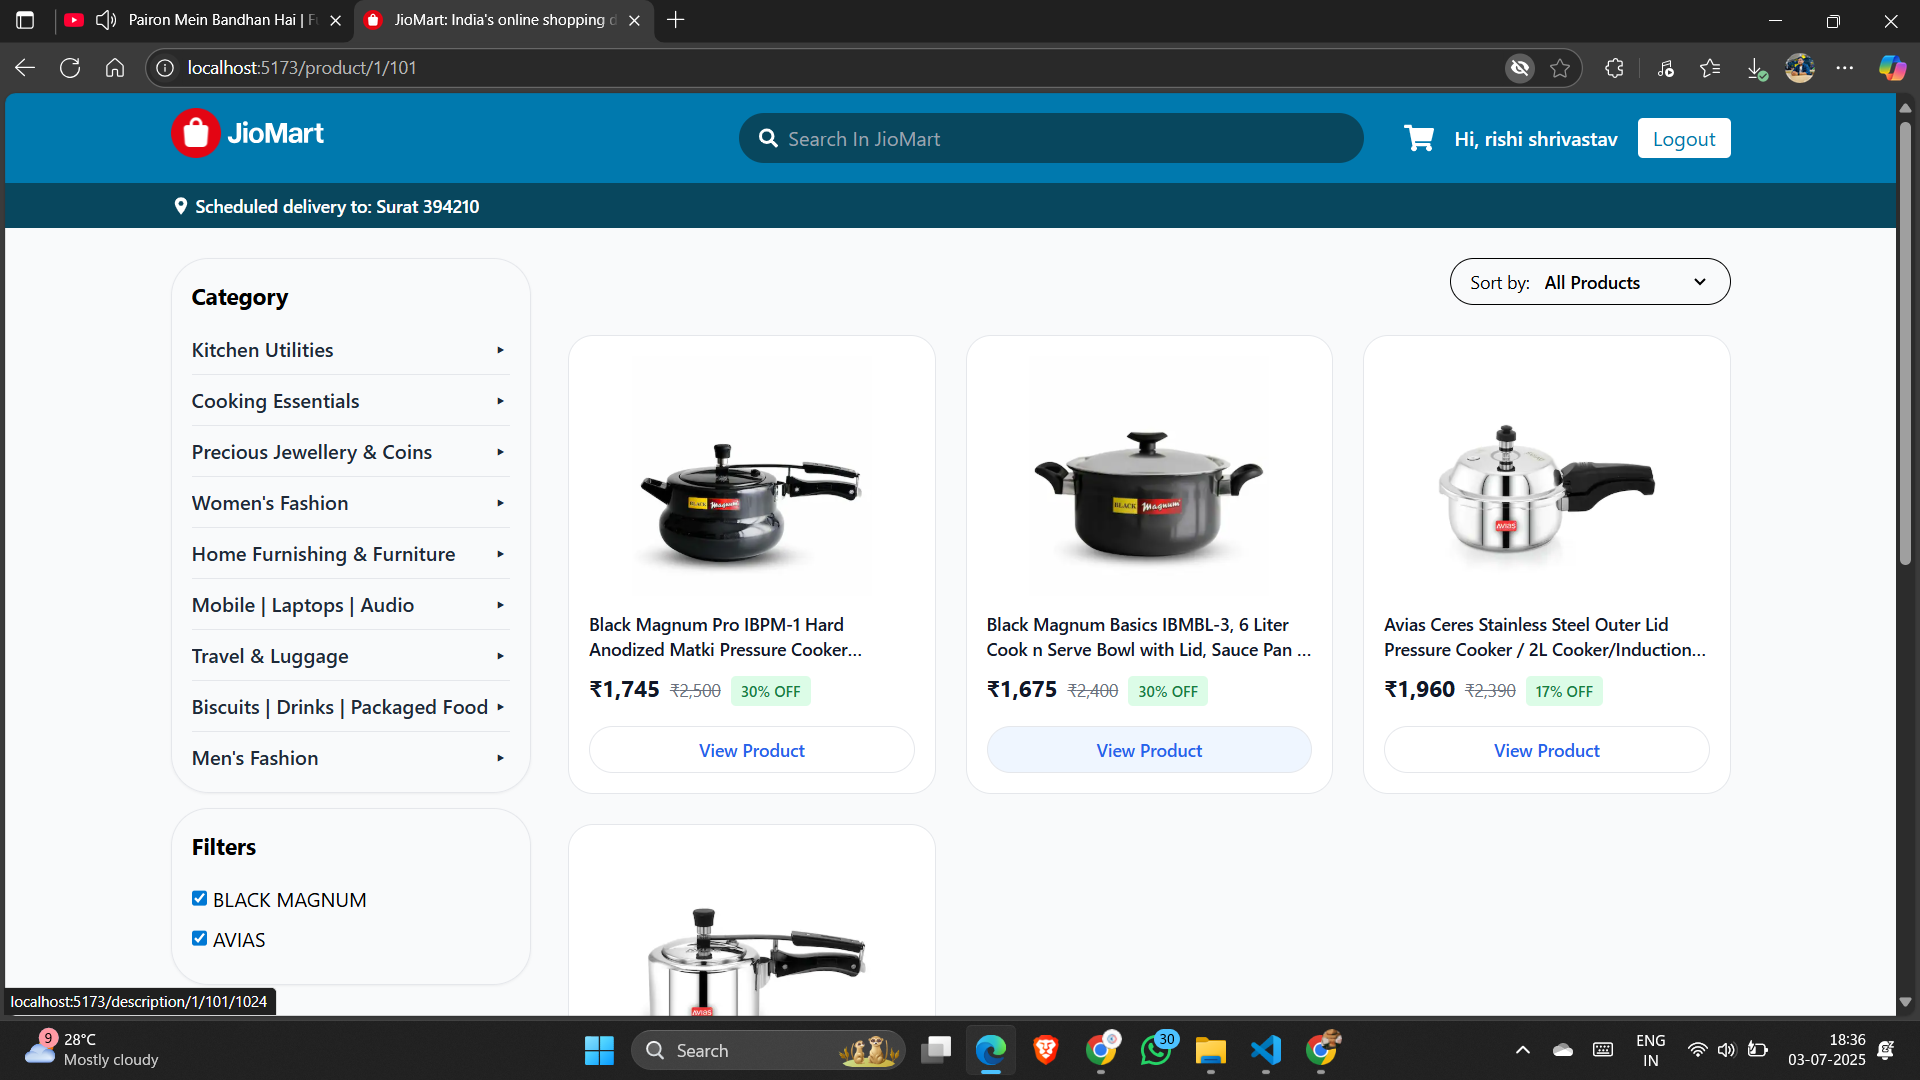 Pairon Mein Bandhan Hai | F
JioMart: India's online shopping d
localhost:5173/product/1/101
JioMart
Search In JioMart
Hi, rishi shrivastav
Logout
Scheduled delivery to: Surat 394210
Category
Kitchen Utilities
Cooking Essentials
Precious Jewellery & Coins
Women's Fashion
Home Furnishing & Furniture
Mobile | Laptops | Audio
Travel & Luggage
Biscuits | Drinks | Packaged Food
Men's Fashion
Filters
BLACK MAGNUM
AVIAS
Sort by: All Products
BLACK Magnum
Black Magnum Pro IBPM-1 Hard
Anodized Matki Pressure Cooker...
₹1,745 ₹2,500 30% OFF
View Product
BLACK Magnum
Black Magnum Basics IBMBL-3, 6 Liter
Cook n Serve Bowl with Lid, Sauce Pan ...
₹1,675 ₹2,400 30% OFF
View Product
AVIAS
Avias Ceres Stainless Steel Outer Lid
Pressure Cooker / 2L Cooker/Induction...
₹1,960 ₹2,390 17% OFF
View Product
AVIAS
localhost:5173/description/1/101/1024
9
28°C
Mostly cloudy
Search
30
ENG
IN
18:36
03-07-2025